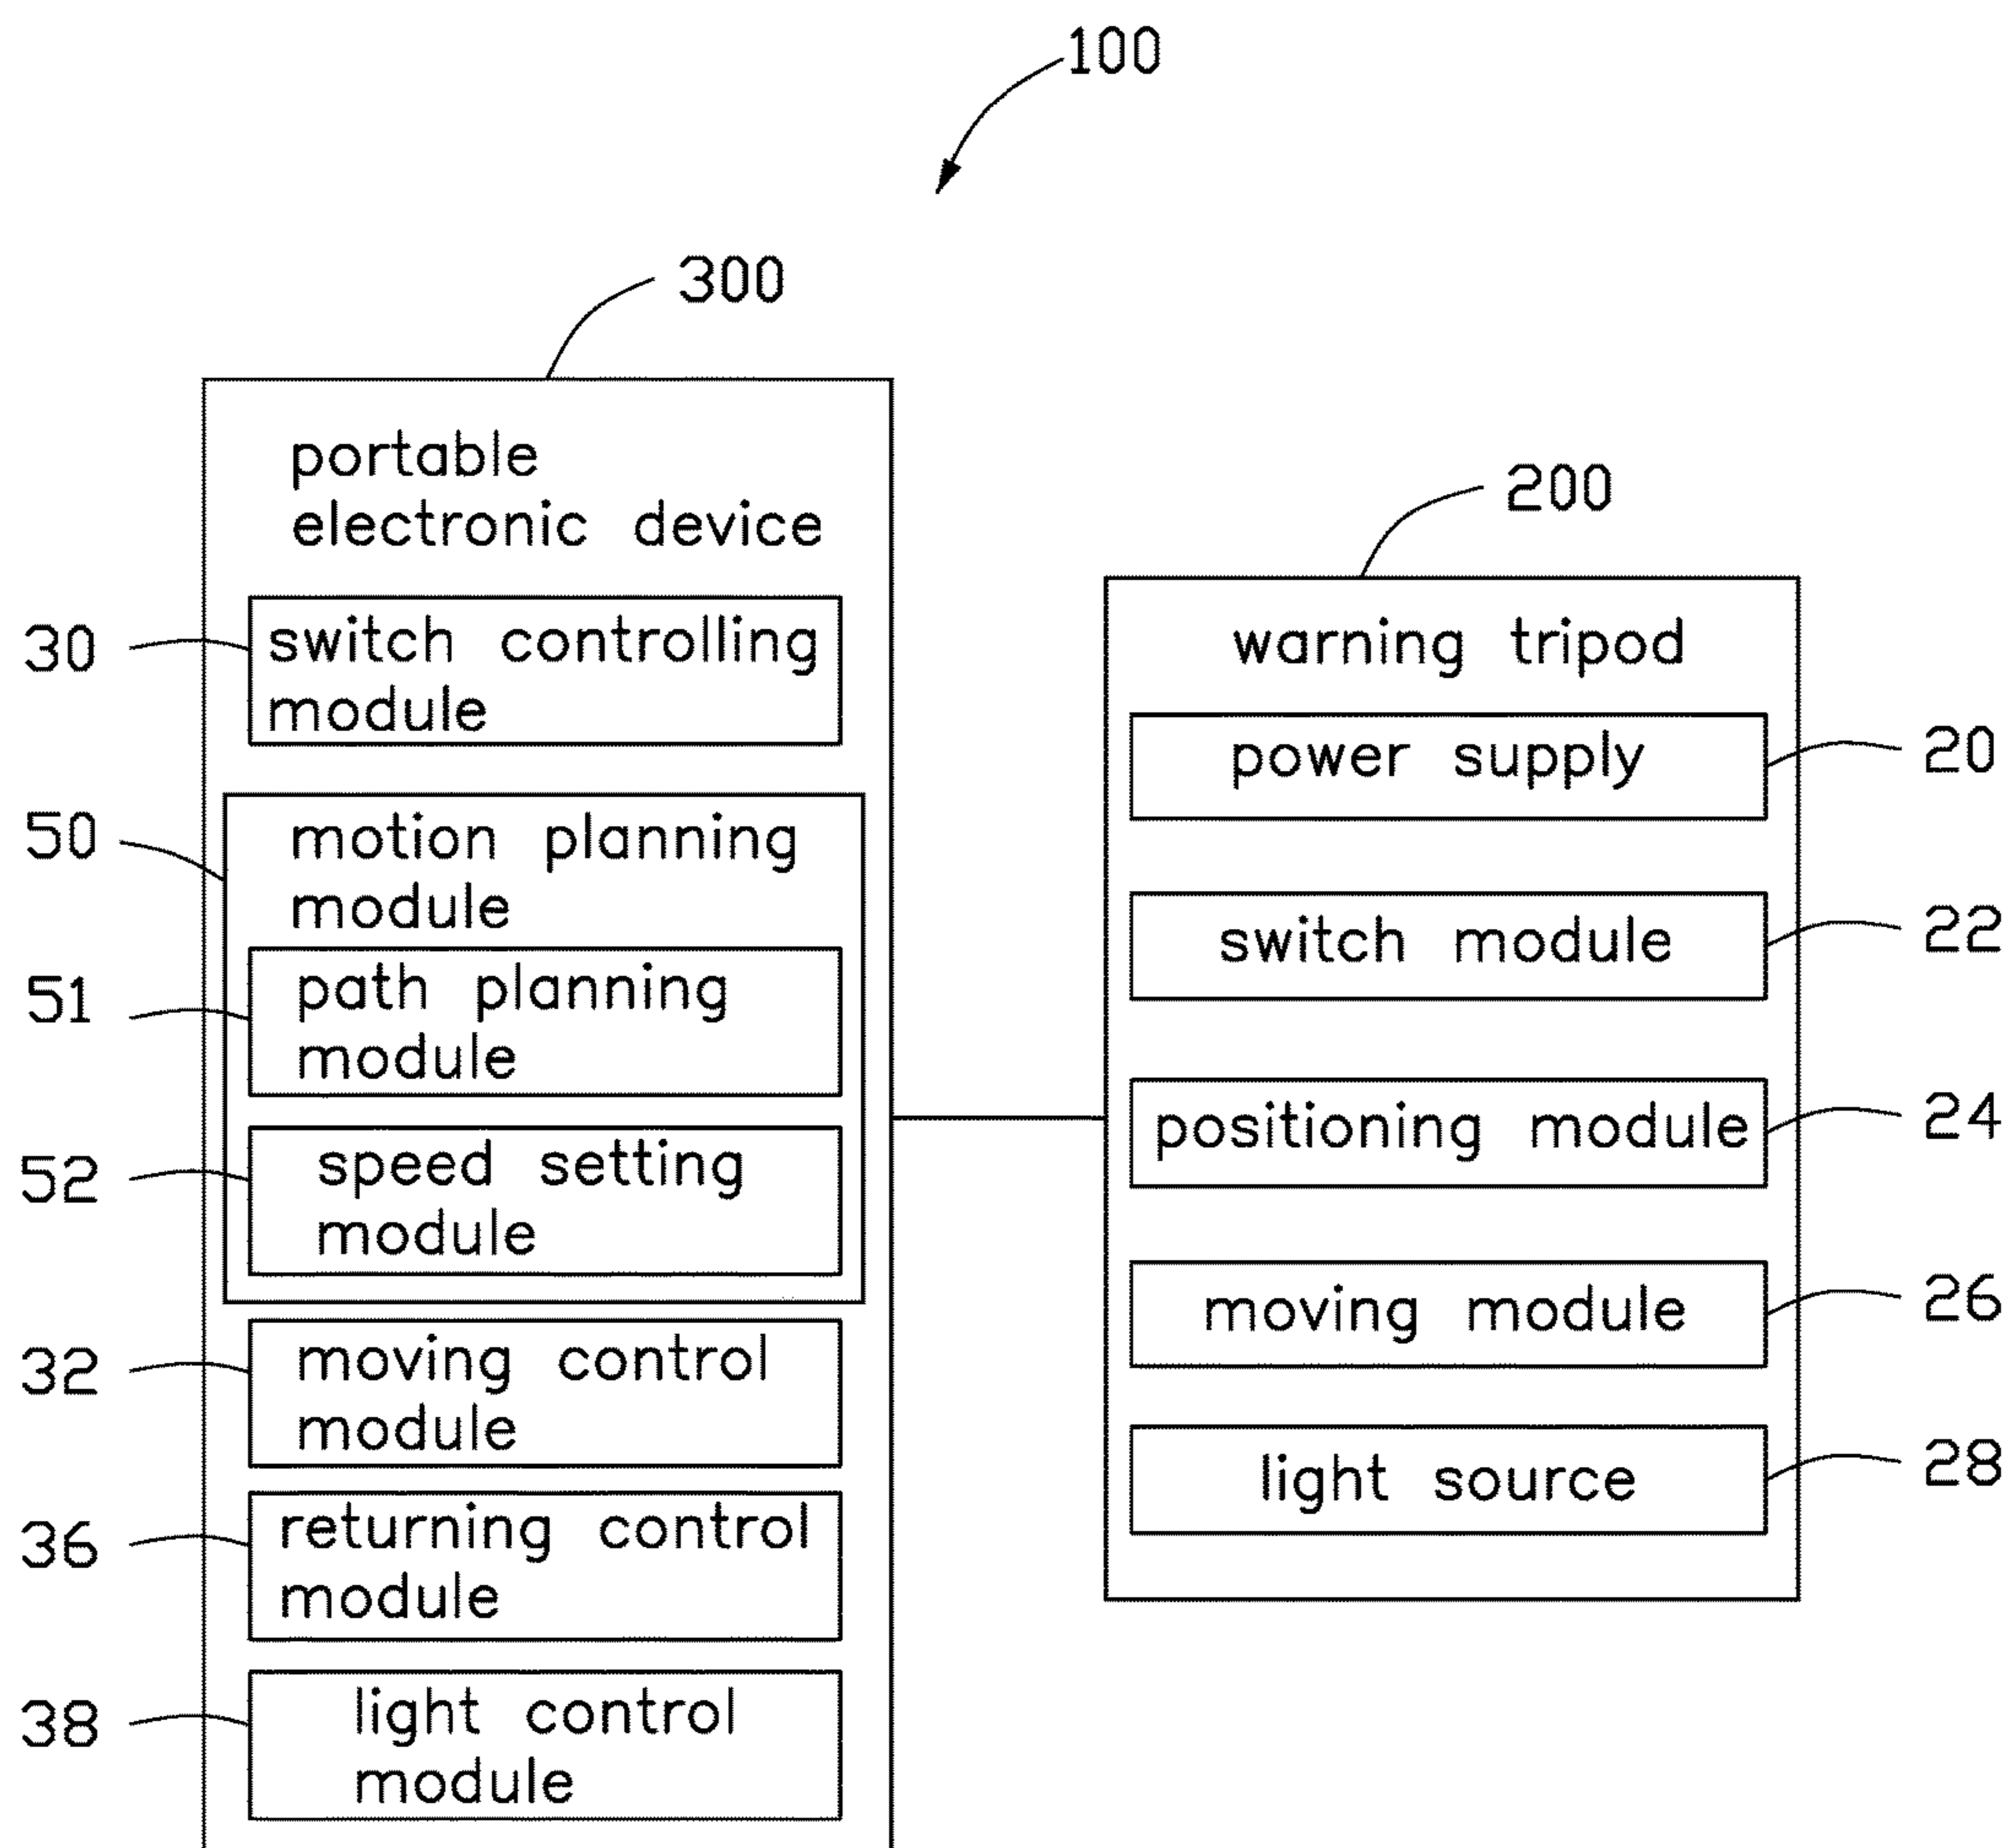 100
300
portable
electronic device
30
switch controlling
module
50
motion planning
module
51
path planning
module
52
speed setting
module
32
moving control
module
36
returning control
module
38
light control
module
200
warning tripod
power supply
20
switch module
22
positioning module
24
moving module
26
light source
28